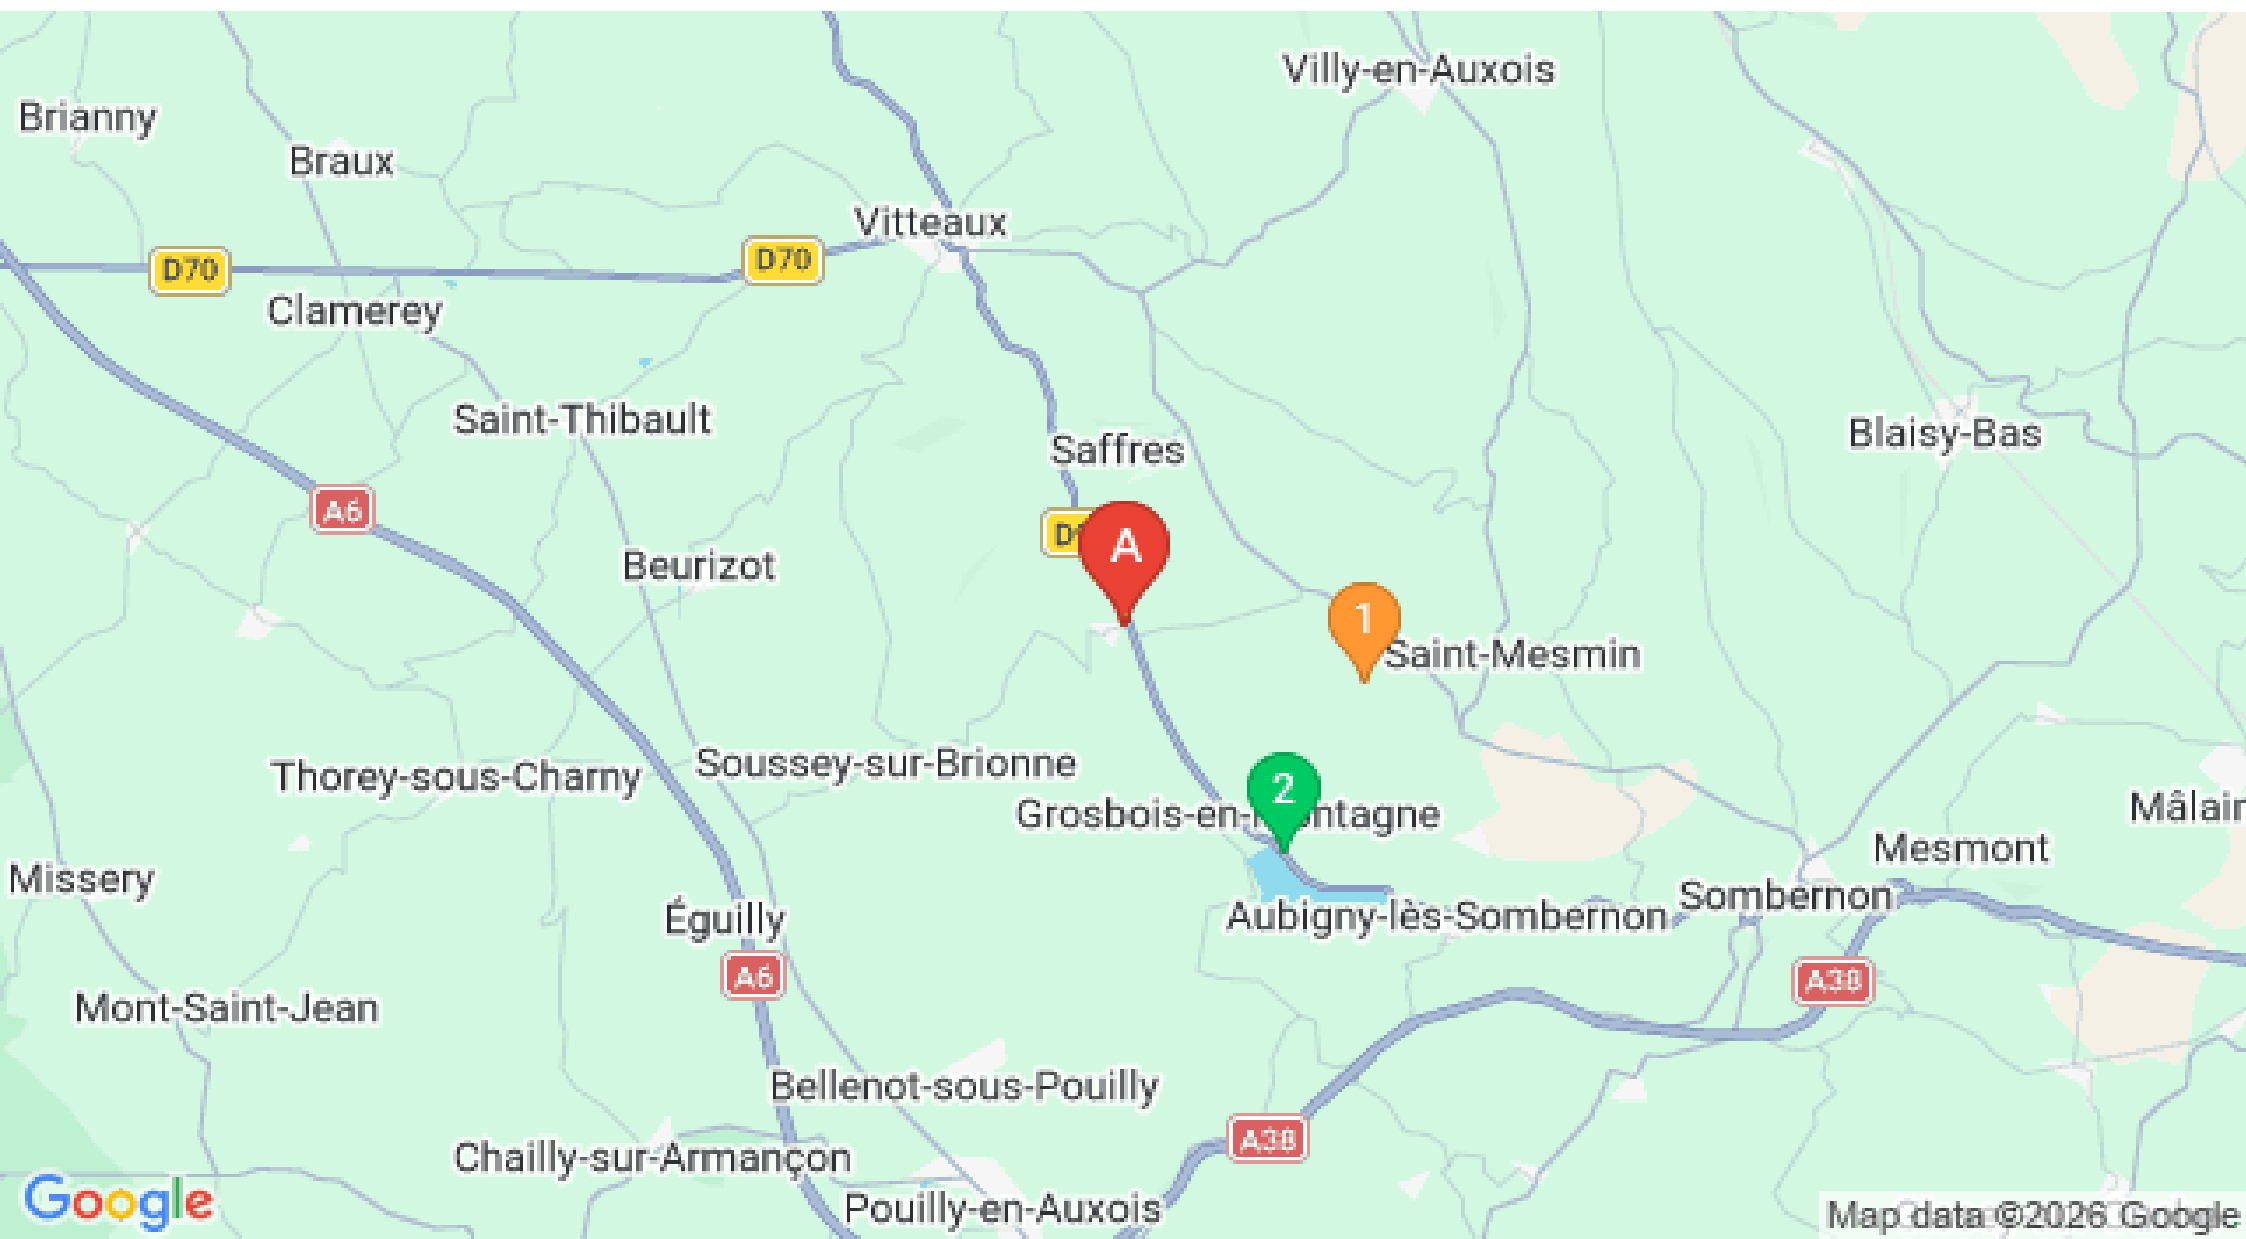 Villy-en-Auxois
Brianny
Braux
Vitteaux
D70
D70
Clamerey
Saint-Thibault
Saffres
Blaisy-Bas
A6
A
Beurizot
1
Saint-Mesmin
Soussey-sur-Brionne
Thorey-sous-Charny
2
Grosbois-en-Montagne
Mâlain
Mesmont
Missery
Sombernon
Éguilly
Aubigny-lès-Sombernon
A6
A38
Mont-Saint-Jean
Bellenot-sous-Pouilly
A38
Chailly-sur-Armançon
Pouilly-en-Auxois
Google
Map data ©2026 Google